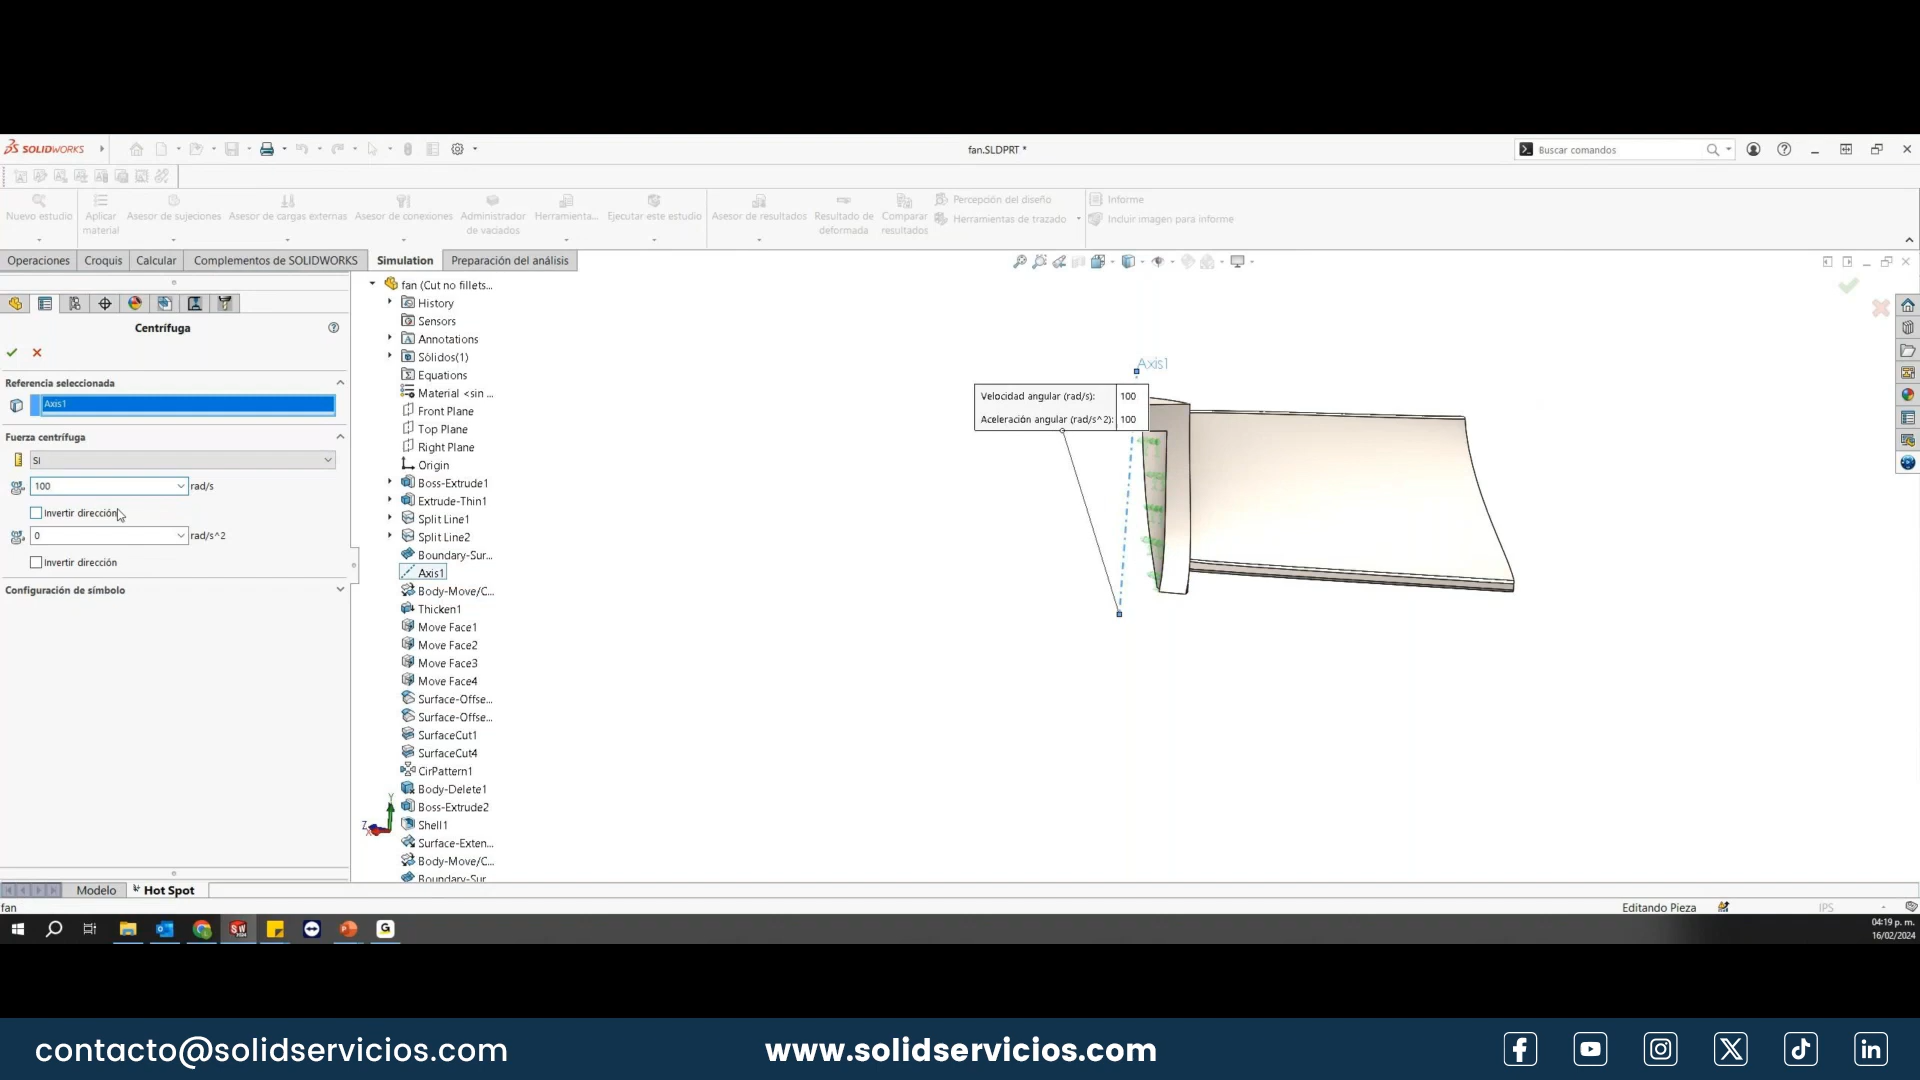 SOLIDWORKS
fan.SLDPRT *
Buscar comandos
Nuevo estudio
Aplicar material
Asesor de sujeciones
Asesor de cargas externas
Asesor de conexiones
Administrador de vaciados
Herramienta...
Ejecutar este estudio
Asesor de resultados
Resultado de deformada
Comparar resultados
Percepción del diseño
Herramientas de trazado
Informe
Incluir imagen para informe
Operaciones
Croquis
Calcular
Complementos de SOLIDWORKS
Simulation
Preparación del análisis
Centrífuga
Referencia seleccionada
Axis1
Fuerza centrífuga
SI
100 rad/s
Invertir dirección
0 rad/s^2
Invertir dirección
Configuración de símbolo
fan (Cut no fillets...
History
Sensors
Annotations
Sólidos(1)
Equations
Material <sin ...
Front Plane
Top Plane
Right Plane
Origin
Boss-Extrude1
Extrude-Thin1
Split Line1
Split Line2
Boundary-Sur...
Axis1
Body-Move/C...
Thicken1
Move Face1
Move Face2
Move Face3
Move Face4
Surface-Offse...
Surface-Offse...
SurfaceCut1
SurfaceCut4
CirPattern1
Body-Delete1
Boss-Extrude2
Shell1
Surface-Exten...
Body-Move/C...
Boundary-Sur
Axis1
Velocidad angular (rad/s): 100
Aceleración angular (rad/s^2): 100
Y
Z
X
Modelo
Hot Spot
fan
Editando Pieza
IPS
04:19 p. m.
16/02/2024
contacto@solidservicios.com
www.solidservicios.com